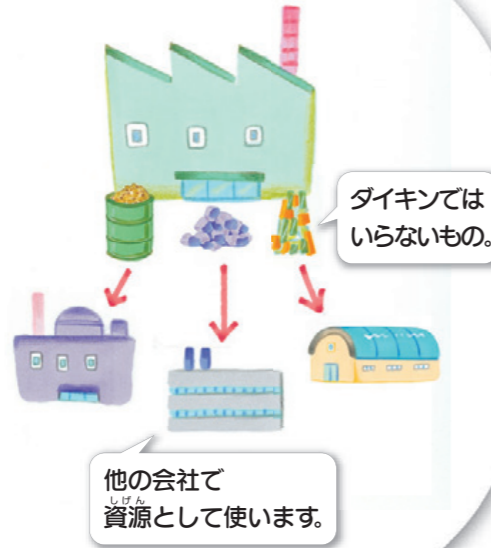 ダイキンでは
いらないもの。
他の会社で
しげん
資源として使います。